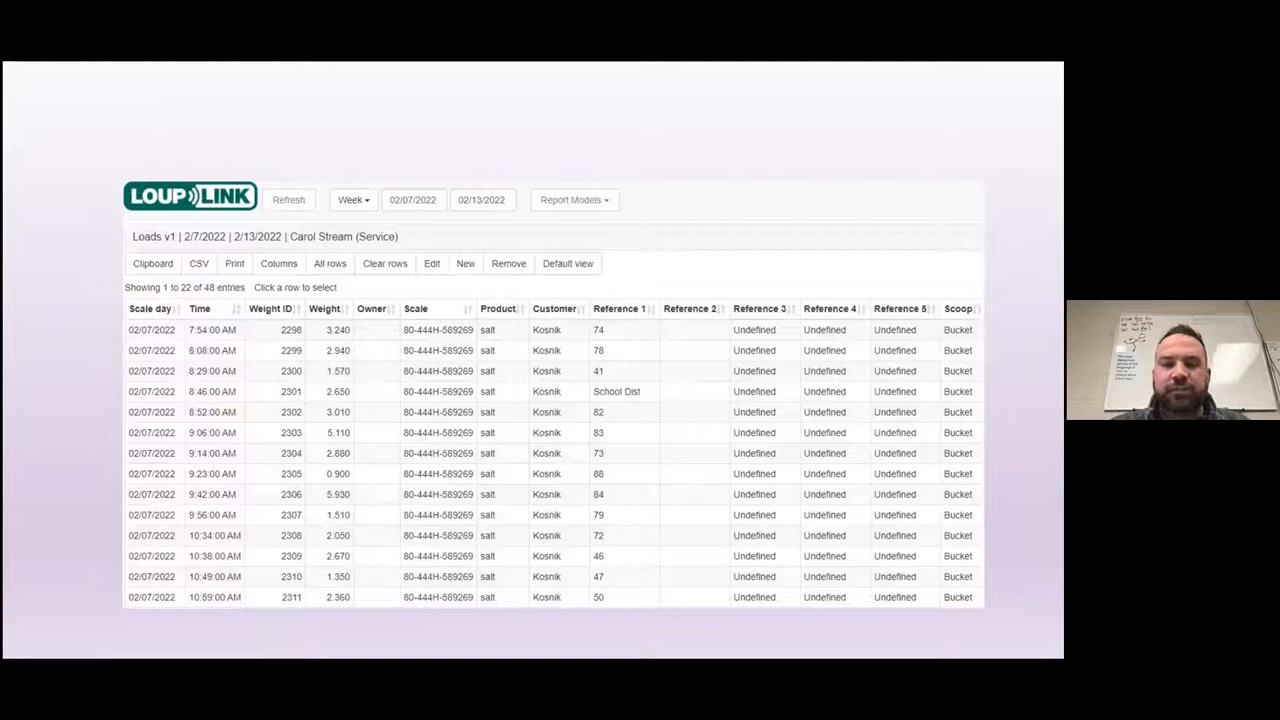 LOUP LINK Refresh Week 02/07/2022 02/13/2022 Report Models
Loads v1 | 2/7/2022 | 2/13/2022 | Carol Stream (Service)
Clipboard CSV Print Columns All rows Clear rows Edit New Remove Default view
Showing 1 to 22 of 48 entries Click a row to select
Scale day Time Weight ID Weight Owner Scale Product Customer Reference 1 Reference 2 Reference 3 Reference 4 Reference 5 Scoop
02/07/2022 7:54:00 AM 2298 3.240 80-444H-589269 salt Kosnik 74 Undefined Undefined Undefined Bucket
02/07/2022 8:08:00 AM 2299 2.940 80-444H-589269 salt Kosnik 78 Undefined Undefined Undefined Bucket
02/07/2022 8:29:00 AM 2300 1.570 80-444H-589269 salt Kosnik 41 Undefined Undefined Undefined Bucket
02/07/2022 8:46:00 AM 2301 2.650 80-444H-589269 salt Kosnik School Dist Undefined Undefined Undefined Bucket
02/07/2022 8:52:00 AM 2302 3.010 80-444H-589269 salt Kosnik 82 Undefined Undefined Undefined Bucket
02/07/2022 9:06:00 AM 2303 5.110 80-444H-589269 salt Kosnik 83 Undefined Undefined Undefined Bucket
02/07/2022 9:14:00 AM 2304 2.880 80-444H-589269 salt Kosnik 73 Undefined Undefined Undefined Bucket
02/07/2022 9:23:00 AM 2305 0.900 80-444H-589269 salt Kosnik 88 Undefined Undefined Undefined Bucket
02/07/2022 9:42:00 AM 2306 5.930 80-444H-589269 salt Kosnik 84 Undefined Undefined Undefined Bucket
02/07/2022 9:56:00 AM 2307 1.510 80-444H-589269 salt Kosnik 79 Undefined Undefined Undefined Bucket
02/07/2022 10:34:00 AM 2308 2.050 80-444H-589269 salt Kosnik 72 Undefined Undefined Undefined Bucket
02/07/2022 10:38:00 AM 2309 2.670 80-444H-589269 salt Kosnik 46 Undefined Undefined Undefined Bucket
02/07/2022 10:49:00 AM 2310 1.350 80-444H-589269 salt Kosnik 47 Undefined Undefined Undefined Bucket
02/07/2022 10:59:00 AM 2311 2.360 80-444H-589269 salt Kosnik 50 Undefined Undefined Undefined Bucket